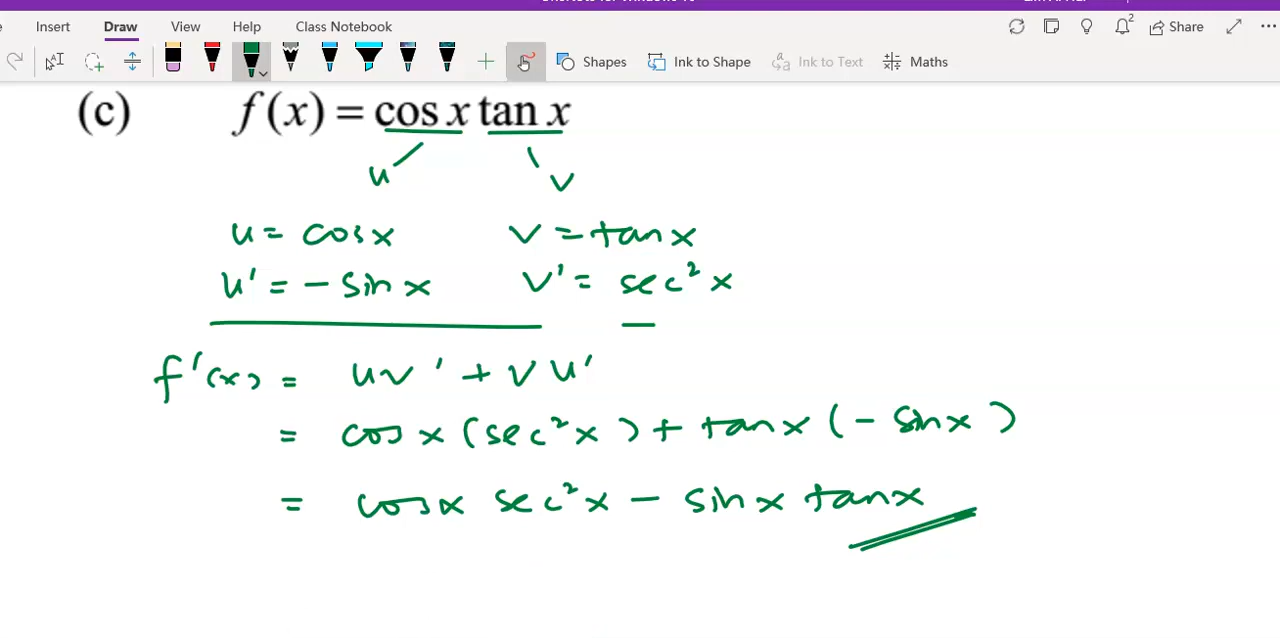 Insert Draw View Help Class Notebook 2 Share
Shapes Ink to Shape Ink to Text Maths
(c) f(x) = cos x tan x
u v
u = cos x v = tan x
u' = - sin x v' = sec² x
f'(x) = uv' + vu'
= cos x (sec² x) + tan x (- sin x)
= cos x sec² x - sin x tan x